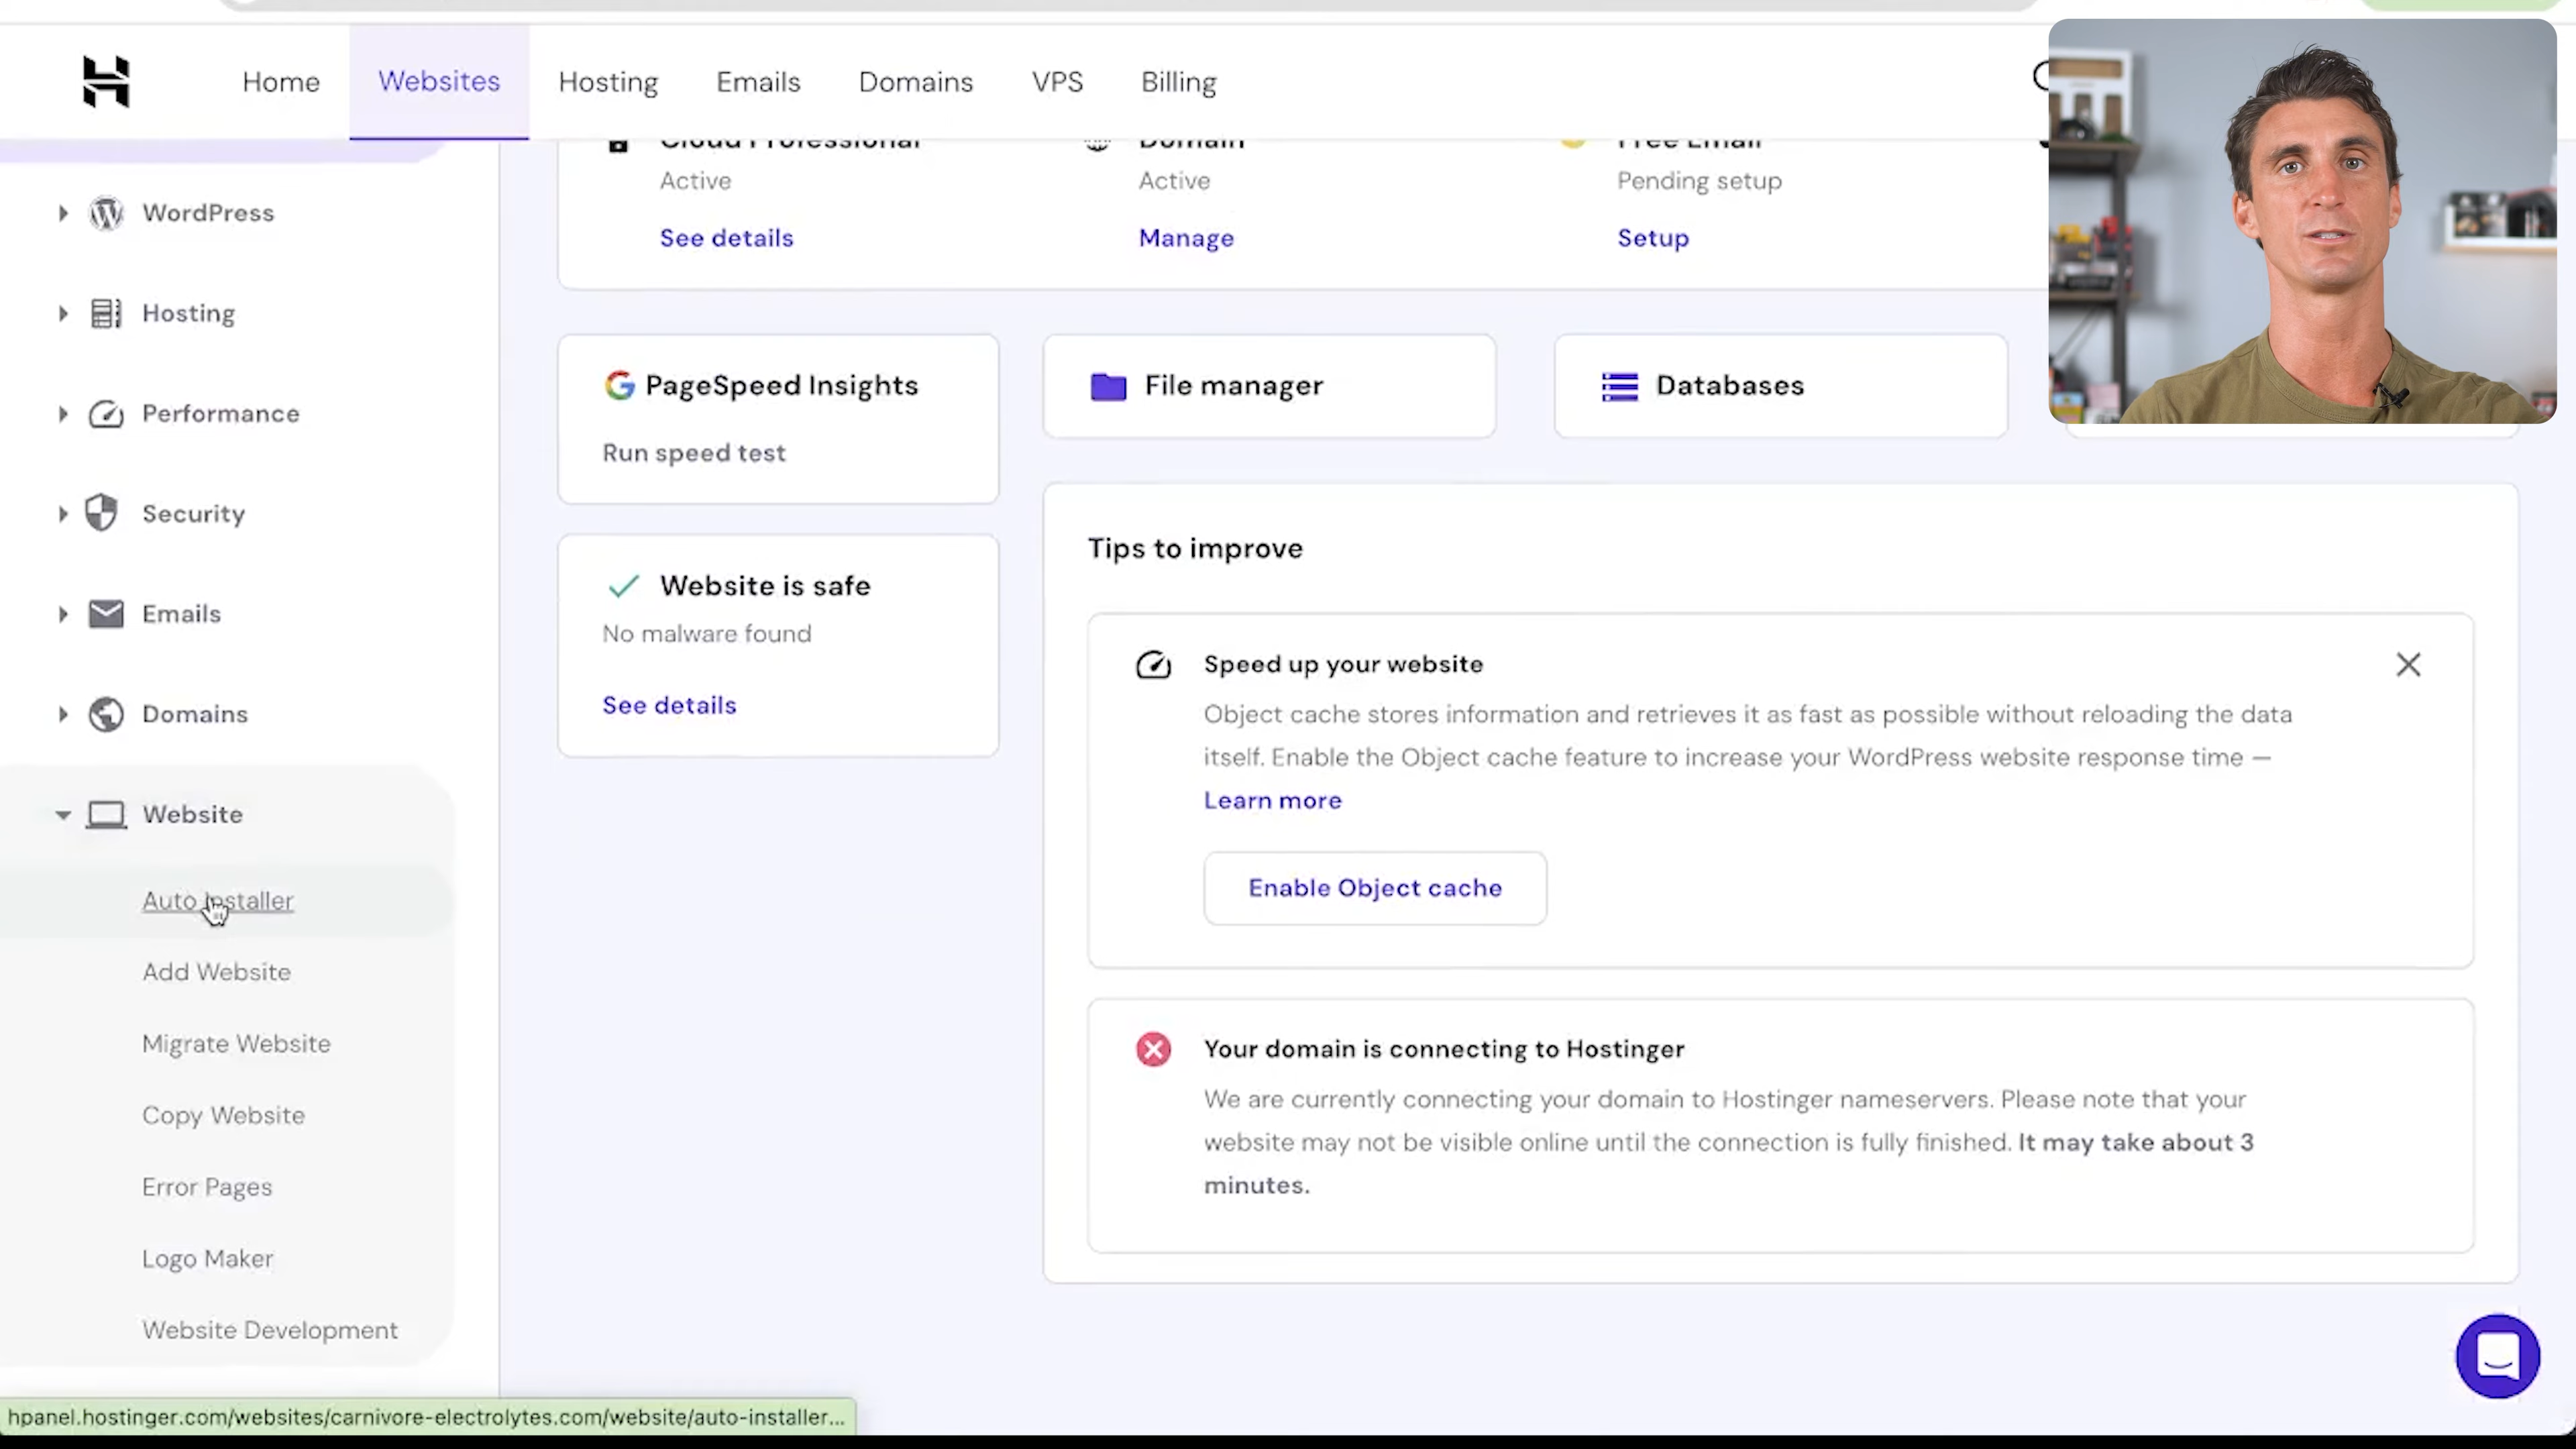 Home
Websites
Hosting
Emails
Domains
VPS
Billing
Cloud Professional
Domain
Free Email
Active
Active
Pending setup
See details
Manage
Setup
WordPress
Hosting
Performance
Security
Emails
Domains
Website
Auto Installer
Add Website
Migrate Website
Copy Website
Error Pages
Logo Maker
Website Development
PageSpeed Insights
Run speed test
File manager
Databases
Website is safe
No malware found
See details
Tips to improve
Speed up your website
Object cache stores information and retrieves it as fast as possible without reloading the data
itself. Enable the Object cache feature to increase your WordPress website response time —
Learn more
Enable Object cache
Your domain is connecting to Hostinger
We are currently connecting your domain to Hostinger nameservers. Please note that your
website may not be visible online until the connection is fully finished. It may take about 3
minutes.
hpanel.hostinger.com/websites/carnivore-electrolytes.com/website/auto-installer...